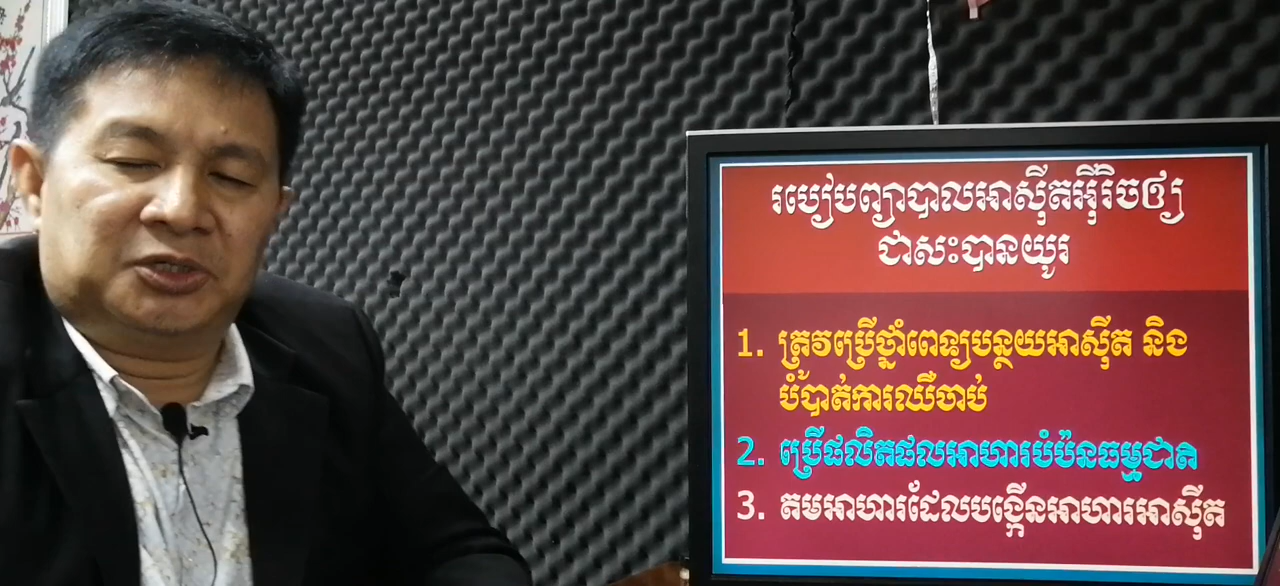 របៀបព្យាបាលអាស៊ីតអ៊ីរិចឲ្យ
ជាសះបានយូរ
1. ត្រូវប្រើថ្នាំពេទ្យបន្ថយអាស៊ីត និង
បំបាត់ការឈឺចាប់
2. ប្រើផលិតផលអាហារបំប៉នធម្មជាតិ
3. តមអាហារដែលបង្កើនអាហារអាស៊ីត